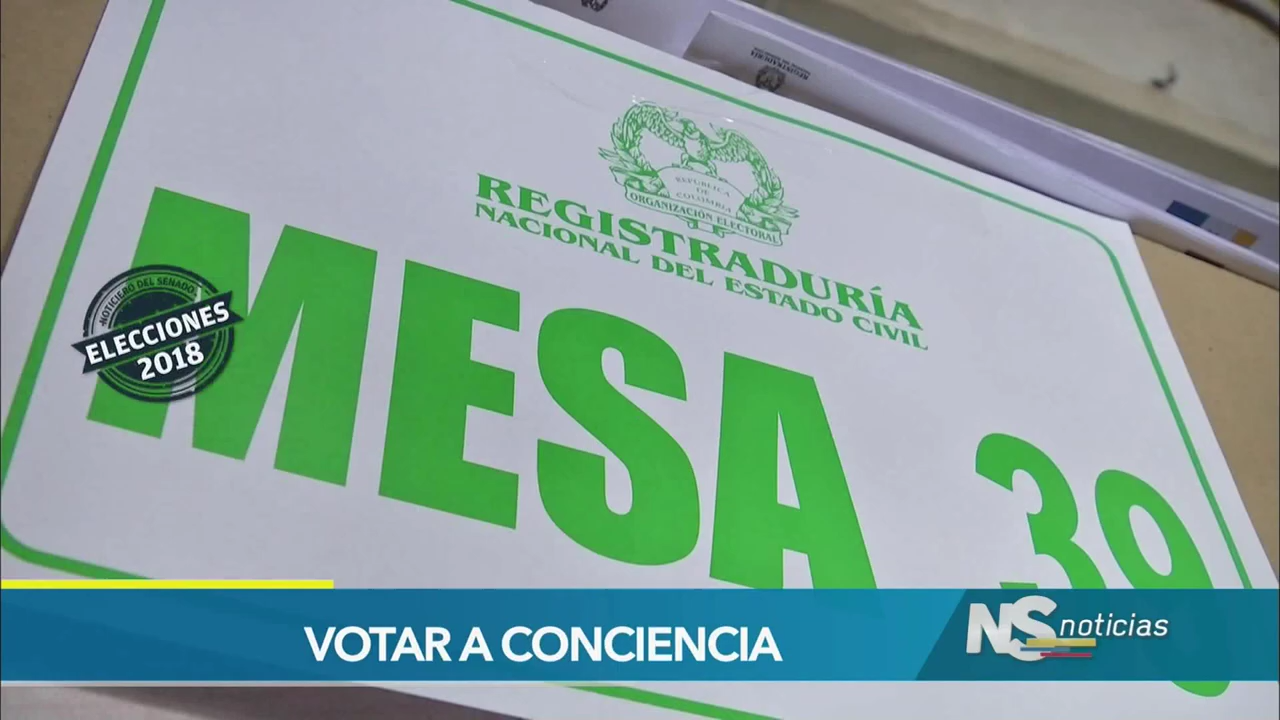 REGISTRADURÍA
REPÚBLICA
DE
COLOMBIA
ORGANIZACIÓN ELECTORAL
REGISTRADURÍA
NACIONAL DEL ESTADO CIVIL
MESA 39
NOTICIERO DEL SENADO
ELECCIONES
2018
VOTAR A CONCIENCIA
NS noticias